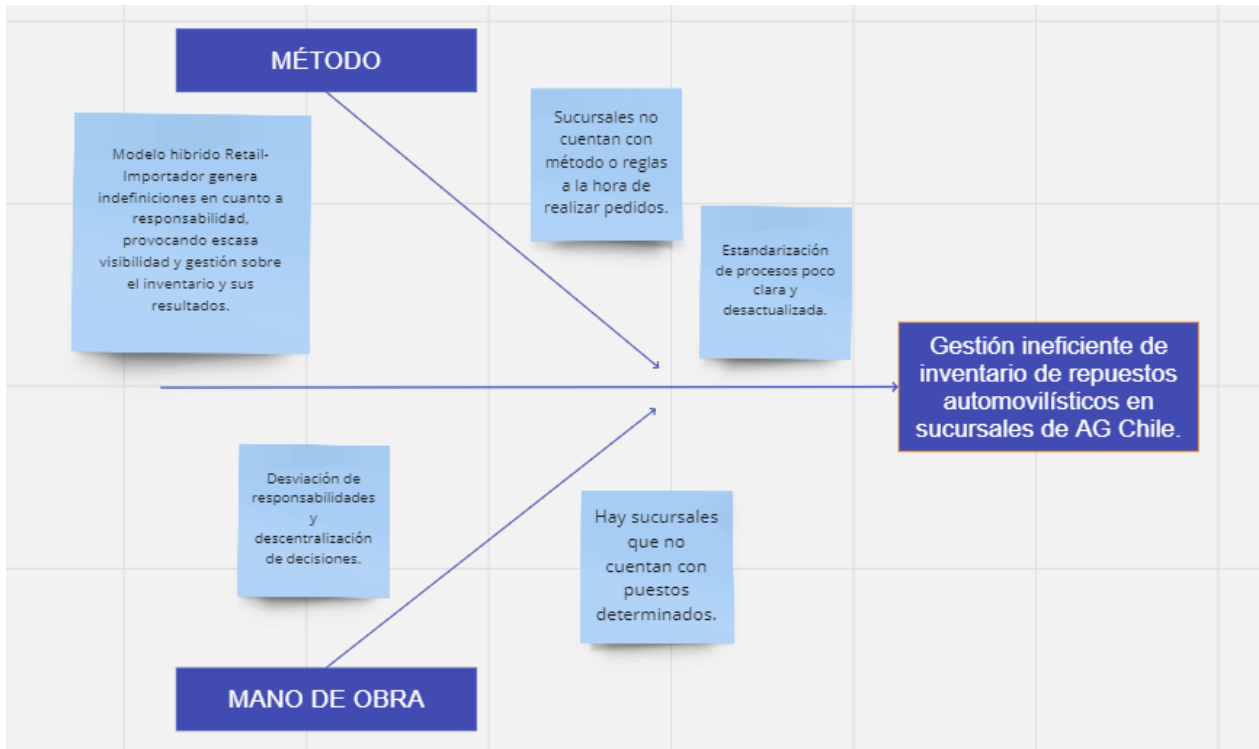 MÉTODO
Modelo hibrido Retail-
Importador genera
indefiniciones en cuanto a
responsabilidad,
provocando escasa
visibilidad y gestión sobre
el inventario y sus
resultados.
Sucursales no
cuentan con
método o reglas
a la hora de
realizar pedidos.
Estandarización
de procesos poco
clara y
desactualizada.
Gestión ineficiente de
inventario de repuestos
automovilísticos en
sucursales de AG Chile.
Desviación de
responsabilidades
y
descentralización
de decisiones.
Hay sucursales
que no
cuentan con
puestos
determinados.
MANO DE OBRA